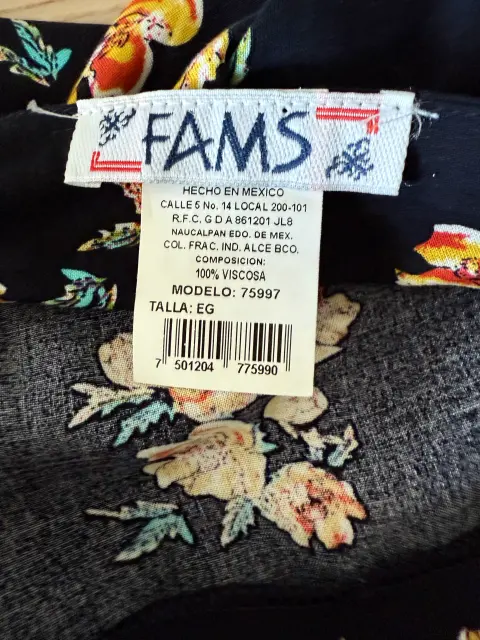 FAMS
HECHO EN MEXICO
CALLE 5 No. 14 LOCAL 200-101
R.F.C. G D A 861201 JL8
NAUCALPAN EDO. DE MEX.
COL. FRAC. IND. ALCE BCO.
COMPOSICION:
100% VISCOSA
MODELO: 75997
TALLA: EG
7 501204 775990